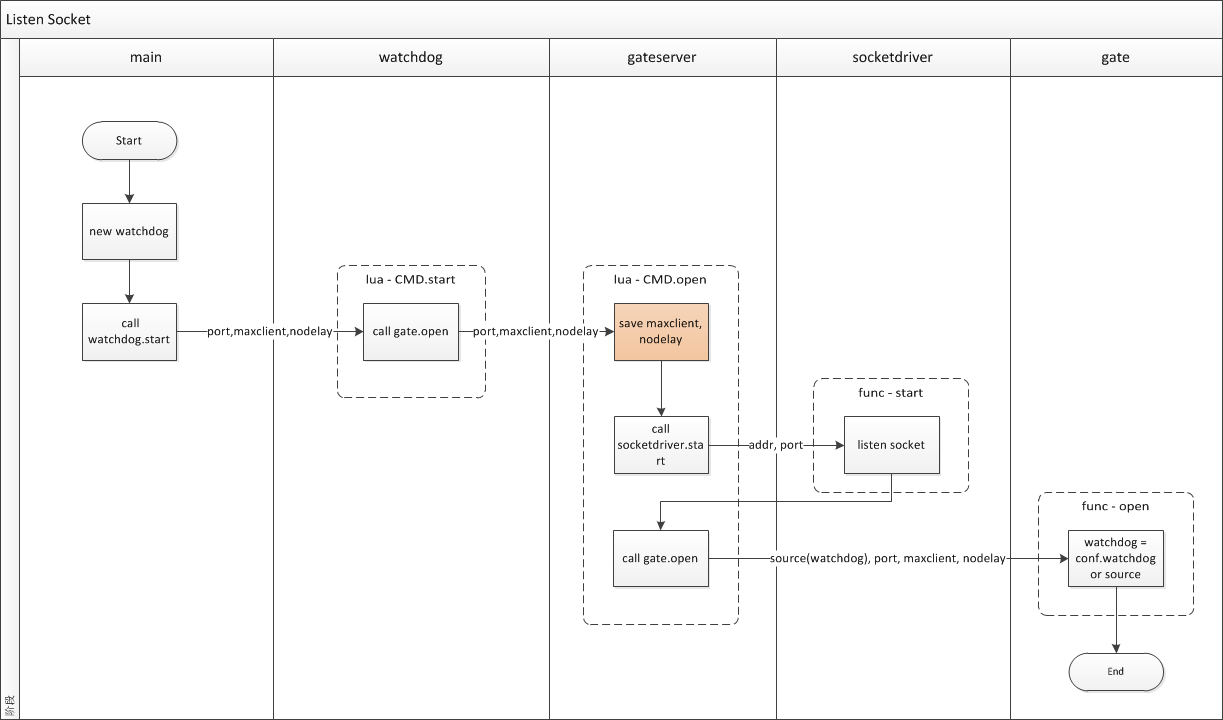 Listen Socket
main
watchdog
gateserver
socketdriver
gate
Start
new watchdog
call
watchdog.start
port,maxclient,nodelay
lua - CMD.start
call gate.open
port,maxclient,nodelay
lua - CMD.open
save maxclient,
nodelay
call
socketdriver.sta
rt
addr, port
func - start
listen socket
call gate.open
source(watchdog), port, maxclient, nodelay
func - open
watchdog =
conf.watchdog
or source
End
阶段